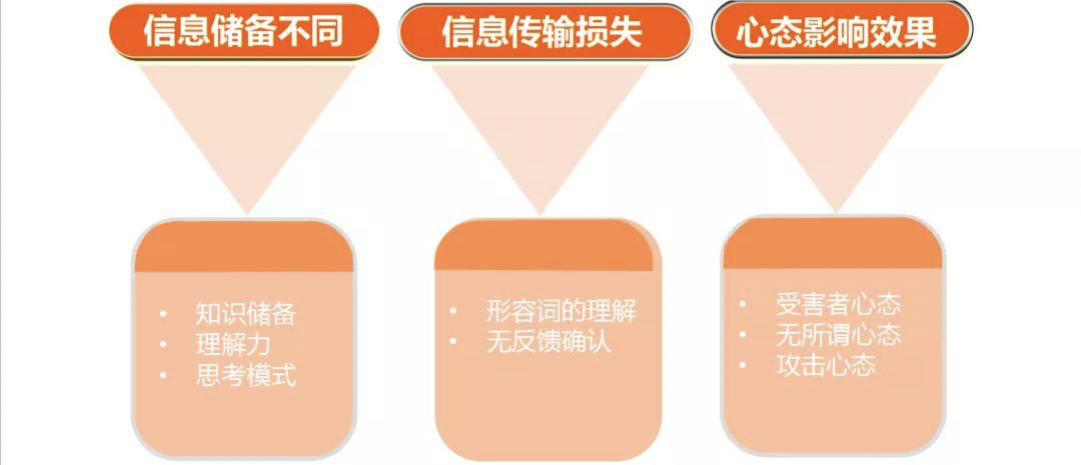 信息储备不同
信息传输损失
心态影响效果
• 知识储备
• 理解力
• 思考模式
• 形容词的理解
• 无反馈确认
• 受害者心态
• 无所谓心态
• 攻击心态